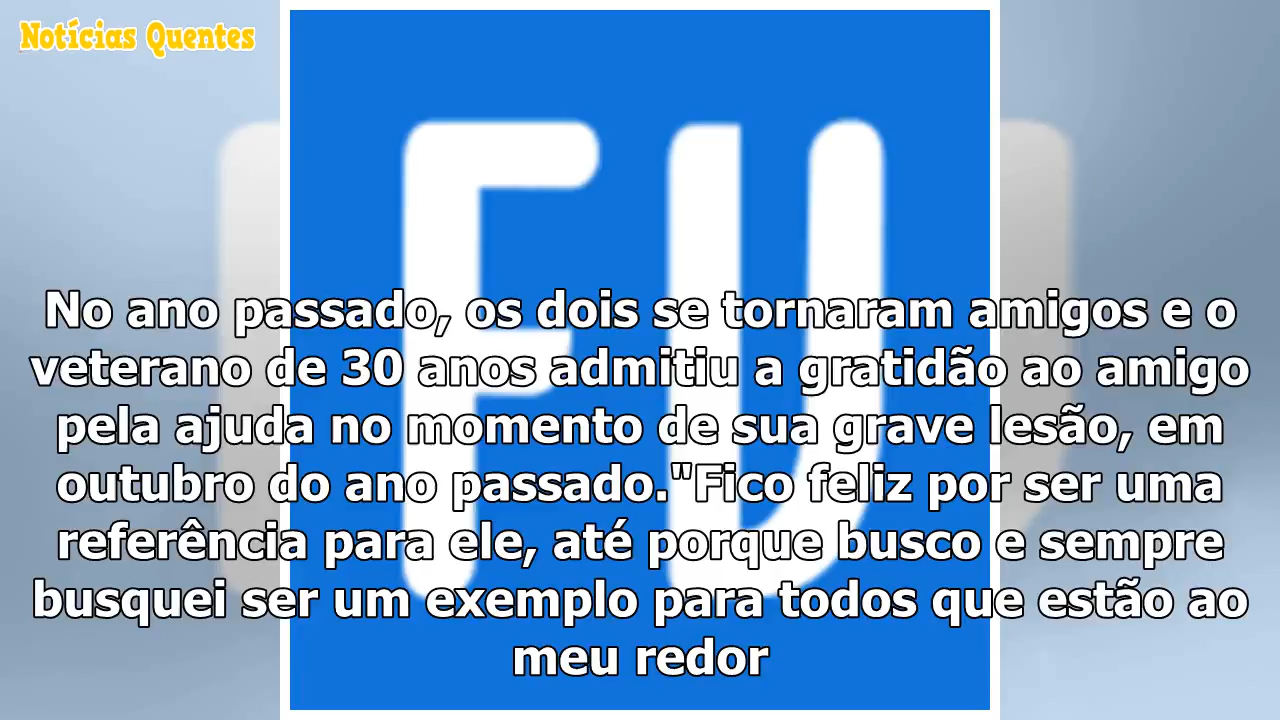 Notícias Quentes
FU
No ano passado, os dois se tornaram amigos e o
veterano de 30 anos admitiu a gratidão ao amigo
pela ajuda no momento de sua grave lesão, em
outubro do ano passado."Fico feliz por ser uma
referência para ele, até porque busco e sempre
busquei ser um exemplo para todos que estão ao
meu redor